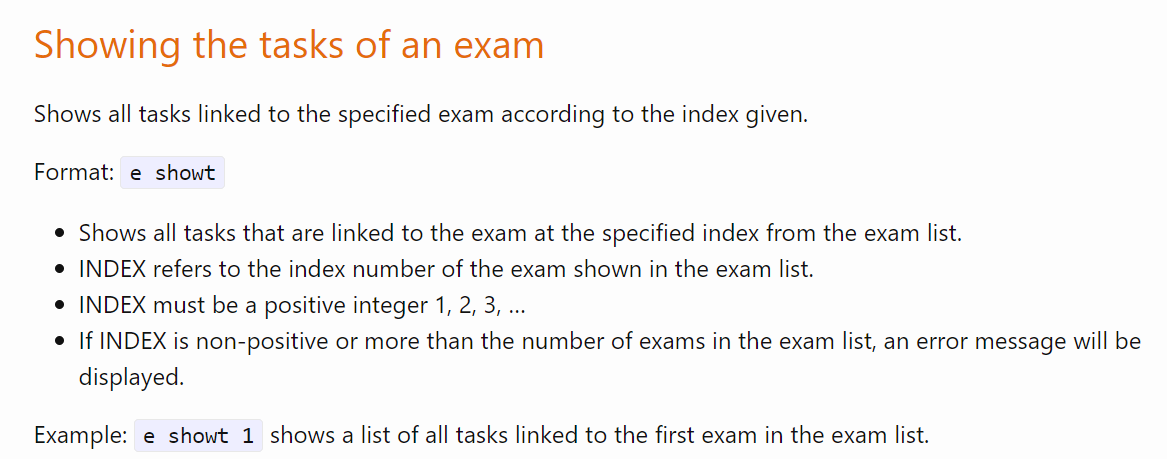 Showing the tasks of an exam
Shows all tasks linked to the specified exam according to the index given.
Format: e showt
• Shows all tasks that are linked to the exam at the specified index from the exam list.
• INDEX refers to the index number of the exam shown in the exam list.
• INDEX must be a positive integer 1, 2, 3, …
• If INDEX is non-positive or more than the number of exams in the exam list, an error message will be
displayed.
Example: e showt 1 shows a list of all tasks linked to the first exam in the exam list.